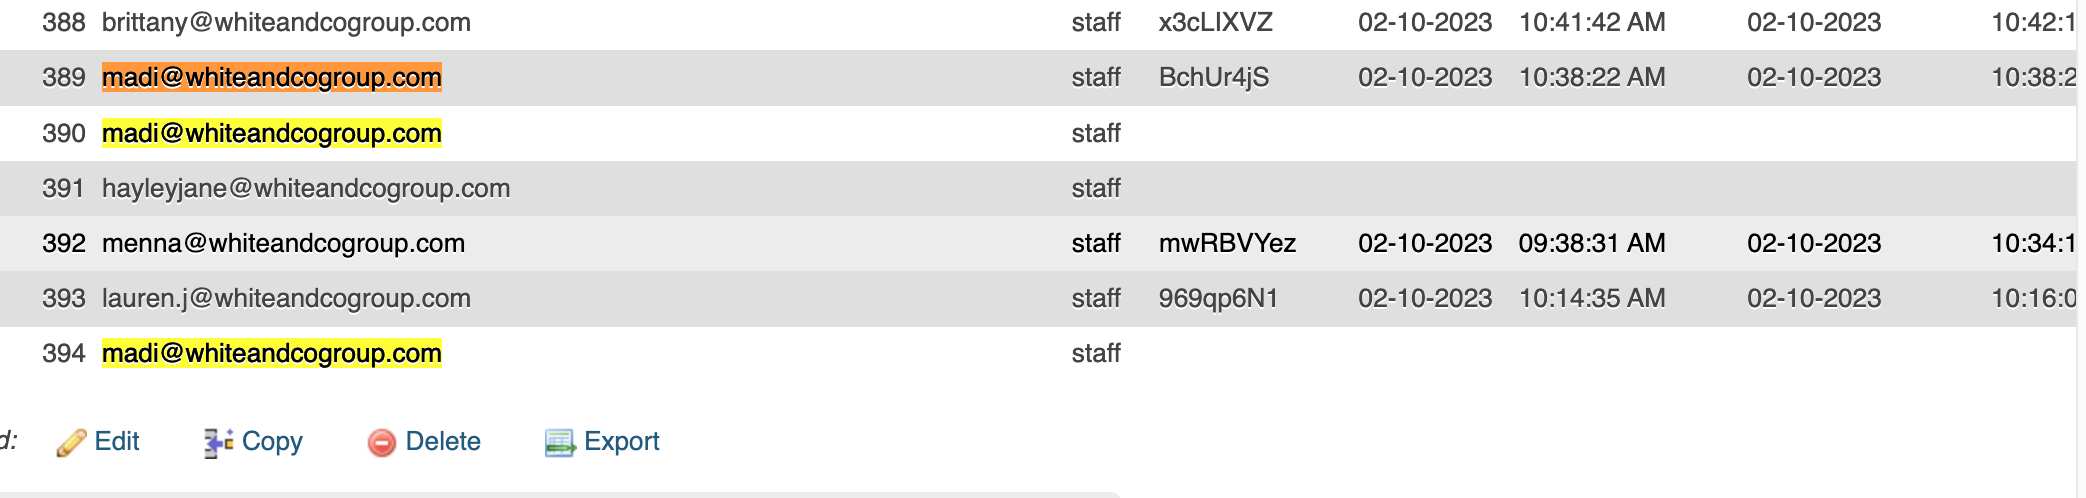 388 brittany@whiteandcogroup.com staff x3cLIXVZ 02-10-2023 10:41:42 AM 02-10-2023 10:42:1
389 madi@whiteandcogroup.com staff BchUr4jS 02-10-2023 10:38:22 AM 02-10-2023 10:38:2
390 madi@whiteandcogroup.com staff
391 hayleyjane@whiteandcogroup.com staff
392 menna@whiteandcogroup.com staff mwRBVYez 02-10-2023 09:38:31 AM 02-10-2023 10:34:1
393 lauren.j@whiteandcogroup.com staff 969qp6N1 02-10-2023 10:14:35 AM 02-10-2023 10:16:0
394 madi@whiteandcogroup.com staff
d: Edit Copy Delete Export